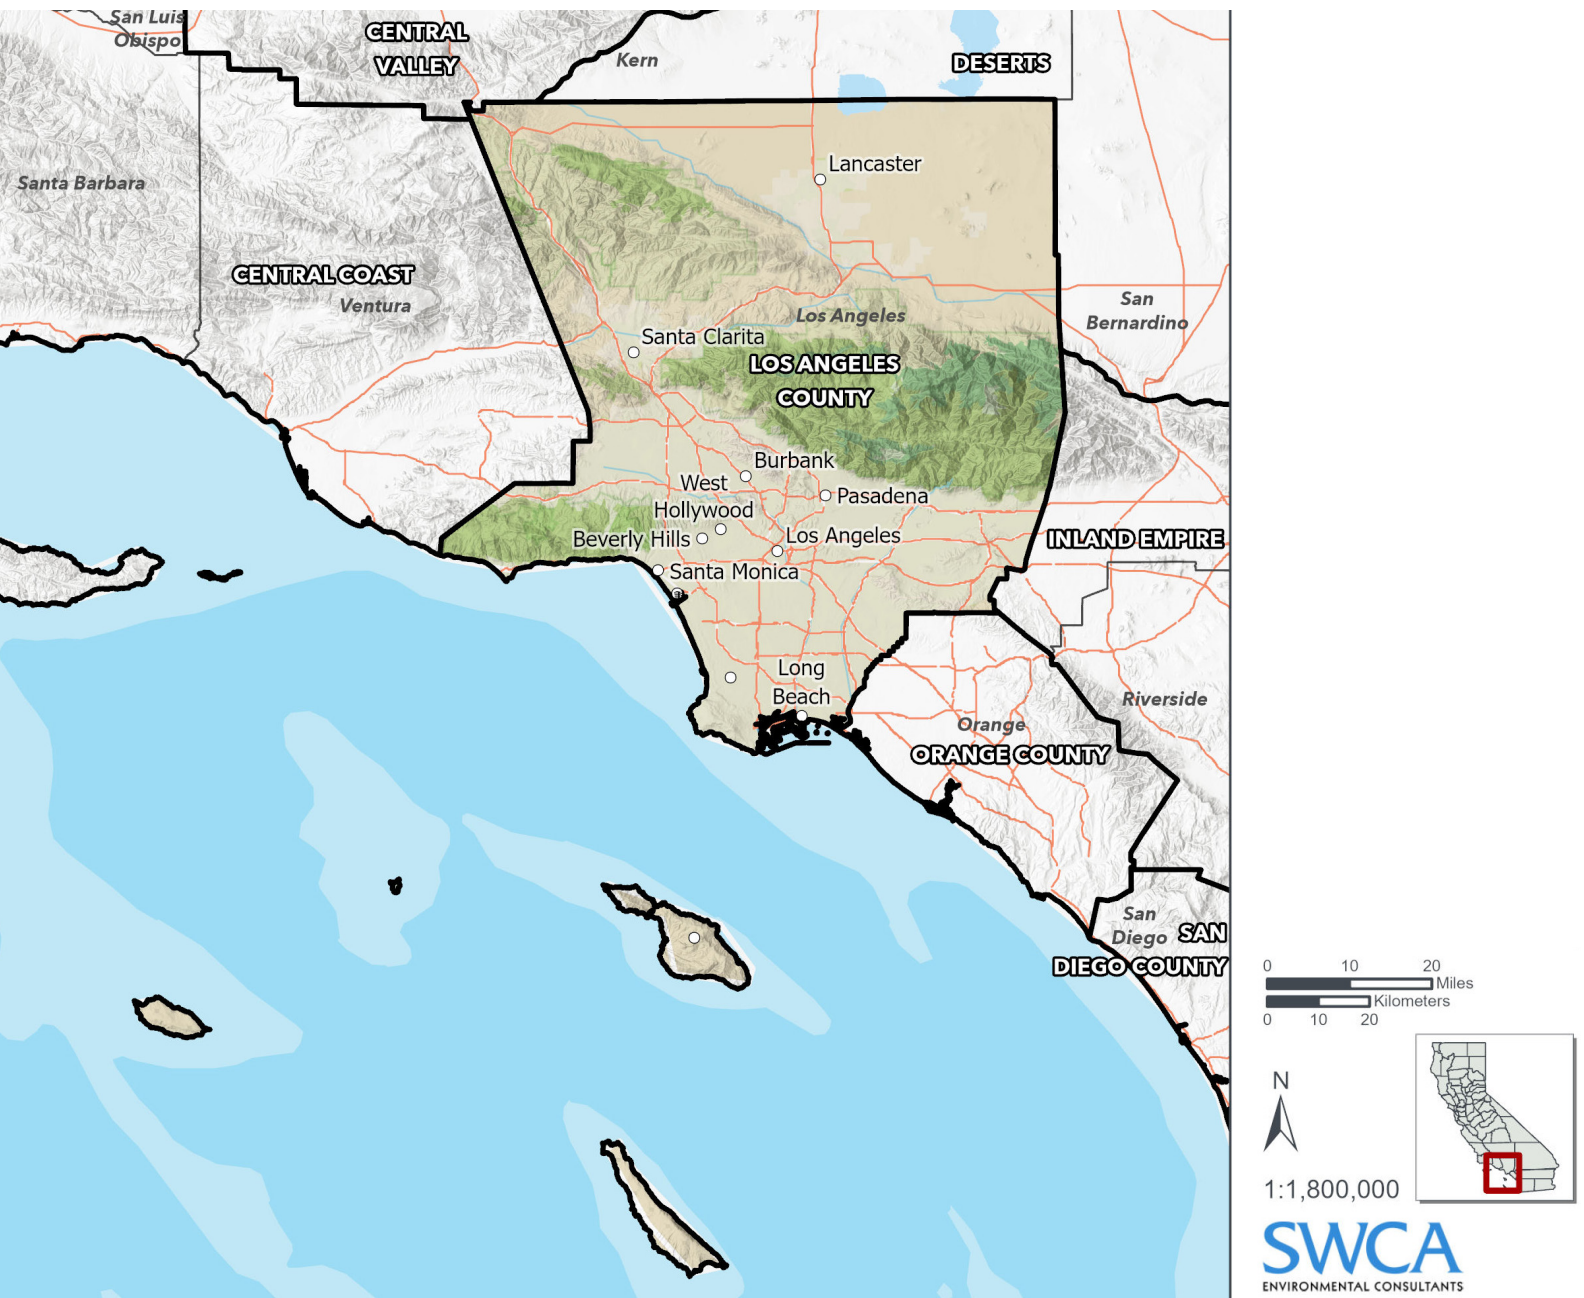 San Luis
Obispo
CENTRAL
VALLEY
Kern
DESERTS
Santa Barbara
Lancaster
CENTRAL COAST
Ventura
San
Bernardino
Los Angeles
Santa Clarita
LOS ANGELES
COUNTY
Burbank
West
Hollywood
Pasadena
Beverly Hills
Los Angeles
INLAND EMPIRE
Santa Monica
Long
Beach
Riverside
Orange
ORANGE COUNTY
San
Diego
SAN
DIEGO COUNTY
0 10 20
Miles
Kilometers
0 10 20
N
1:1,800,000
SWCA
ENVIRONMENTAL CONSULTANTS